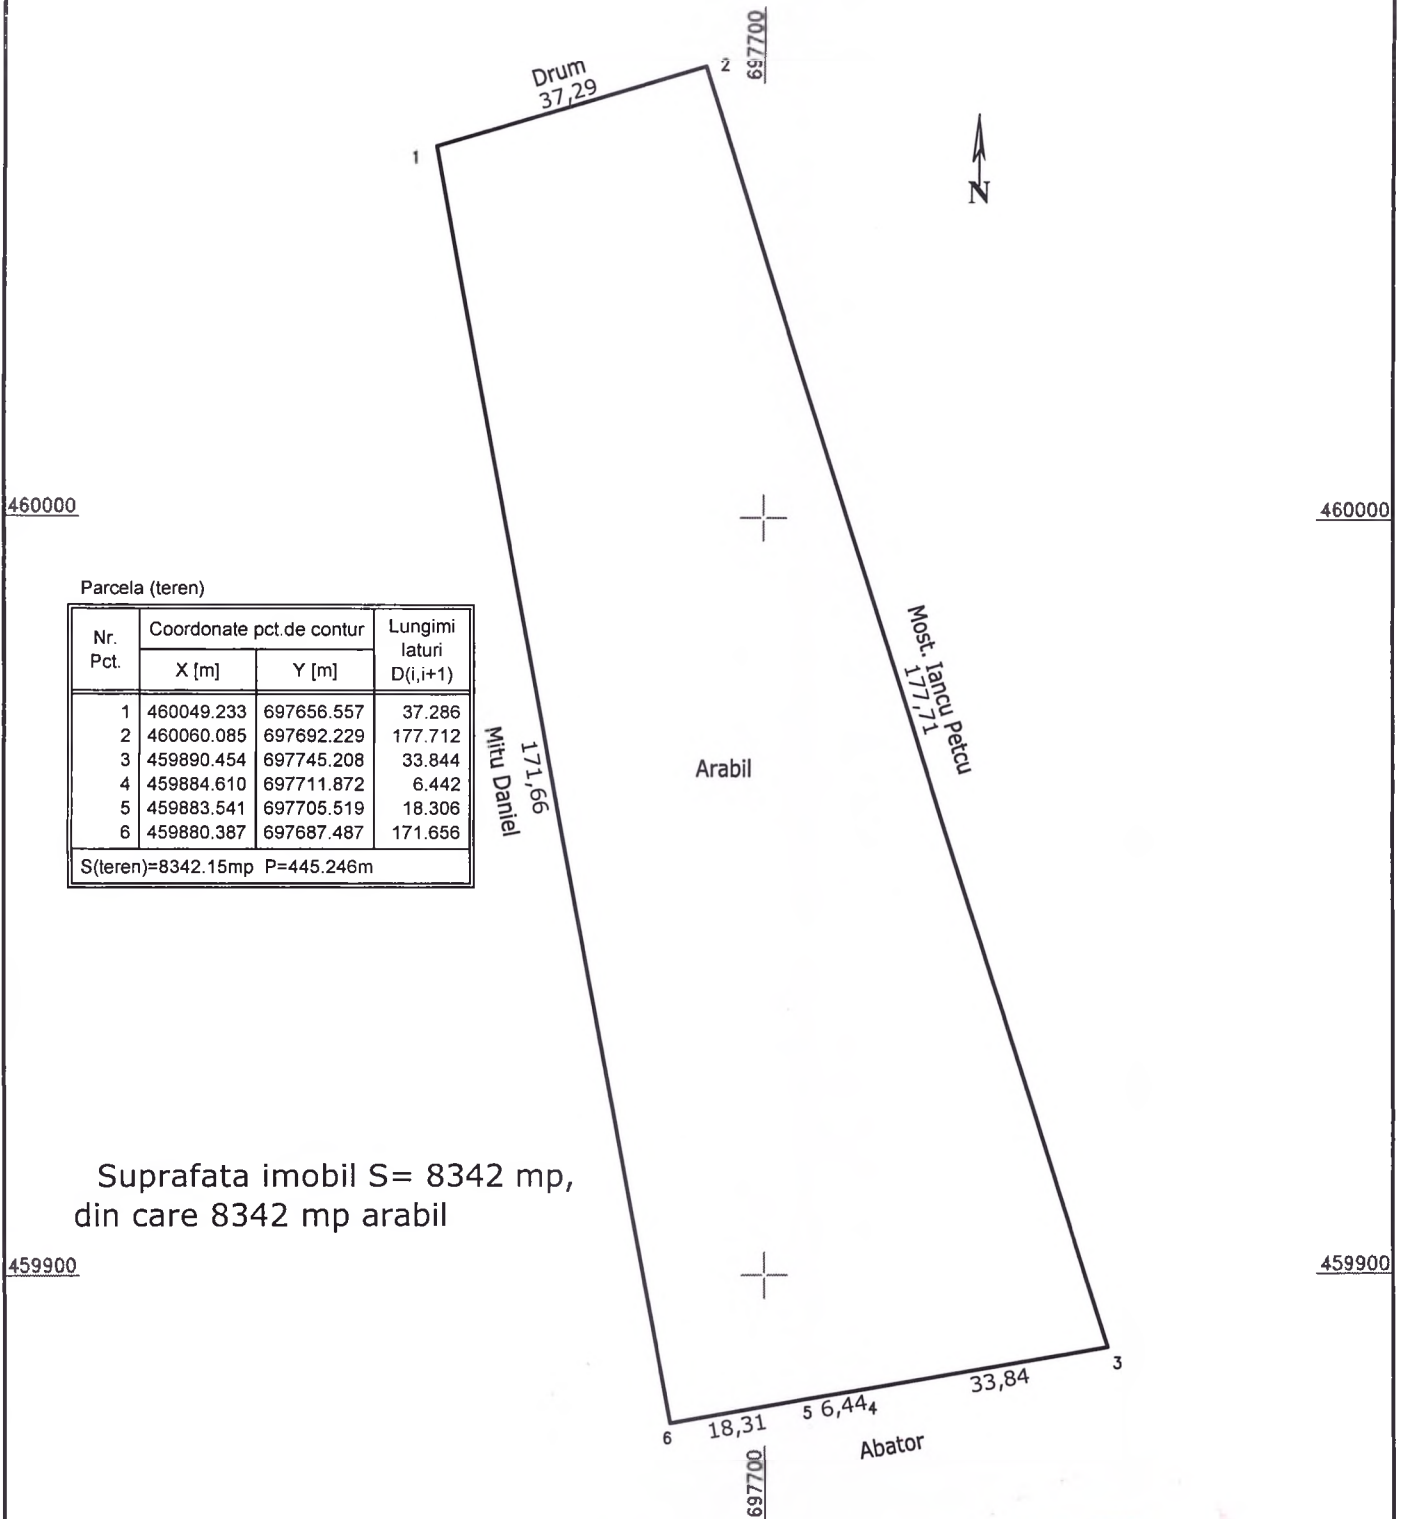 697700
Drum
37,29
2
1
N
460000
460000
Parcela (teren)
Nr. Pct. Coordonate pct.de contur Lungimi laturi D(i,i+1)
X [m] Y [m]
1 460049.233 697656.557 37.286
2 460060.085 697692.229 177.712
3 459890.454 697745.208 33.844
4 459884.610 697711.872 6.442
5 459883.541 697705.519 18.306
6 459880.387 697687.487 171.656
S(teren)=8342.15mp P=445.246m
Most. Iancu Petcu
177,71
171,66
Mitu Daniel
Arabil
Suprafata imobil S= 8342 mp,
din care 8342 mp arabil
459900
459900
3
33,84
5 6,44 4
18,31
6
Abator
697700